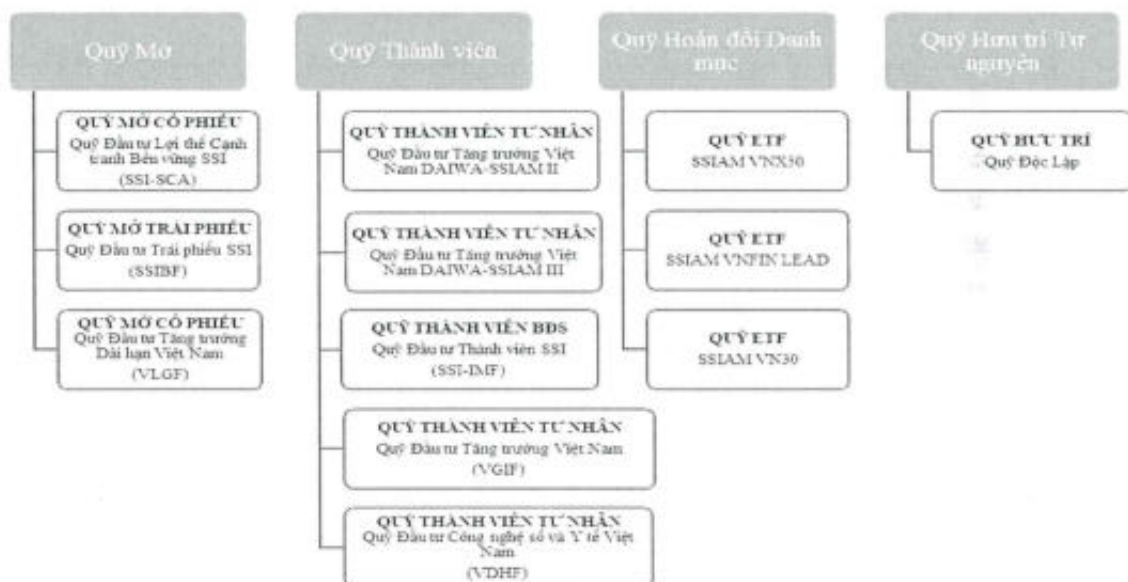 Quỹ Mở
QUỸ MỞ CỔ PHIẾU
Quỹ Đầu tư Lợi thế Cạnh
tranh Bền vững SSI
(SSI-SCA)
QUỸ MỞ TRÁI PHIẾU
Quỹ Đầu tư Trái phiếu SSI
(SSIBF)
QUỸ MỞ CỔ PHIẾU
Quỹ Đầu tư Tăng trưởng
Dài hạn Việt Nam
(VLGF)
Quỹ Thành viên
QUỸ THÀNH VIÊN TƯ NHÂN
Quỹ Đầu tư Tăng trưởng Việt
Nam DAIWA-SSIAM II
QUỸ THÀNH VIÊN TƯ NHÂN
Quỹ Đầu tư Tăng trưởng Việt
Nam DAIWA-SSIAM III
QUỸ THÀNH VIÊN BĐS
Quỹ Đầu tư Thành viên SSI
(SSI-IMF)
QUỸ THÀNH VIÊN TƯ NHÂN
Quỹ Đầu tư Tăng trưởng Việt Nam
(VGIF)
QUỸ THÀNH VIÊN TƯ NHÂN
Quỹ Đầu tư Công nghệ số và Y tế Việt
Nam
(VDHF)
Quỹ Hoán đổi Danh
mục
QUỸ ETF
SSIAM VNX50
QUỸ ETF
SSIAM VNFIN LEAD
QUỸ ETF
SSIAM VN30
Quỹ Hưu trí Tự
nguyện
QUỸ HƯU TRÍ
Quỹ Độc Lập